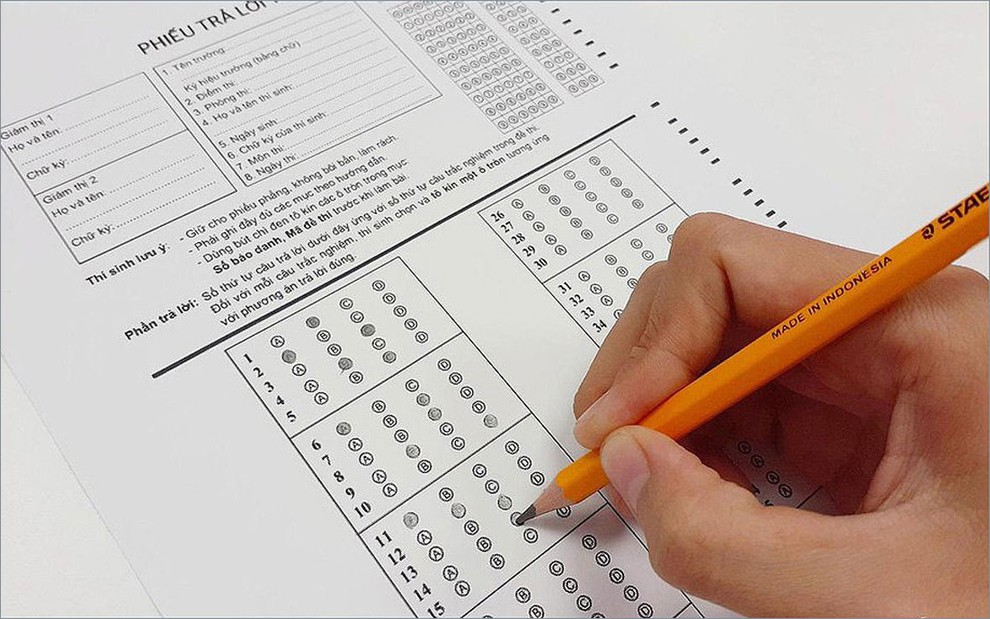 PHIẾU TRẢ LỜI
Giám thị 1
Họ và tên:
Chữ ký:
Giám thị 2
Họ và tên:
Chữ ký:
1. Tên trường:
Ký hiệu trường (bằng chữ)
2. Điểm thi:
3. Phòng thi:
4. Họ và tên thí sinh:
5. Ngày sinh:
6. Chữ ký của thí sinh:
7. Môn thi:
8. Ngày thi:
Thí sinh lưu ý: - Giữ cho phiếu phẳng, không bôi bẩn, làm rách.
- Phải ghi đầy đủ các mục theo hướng dẫn.
- Dùng bút chì đen tô kín các ô tròn trong mục
Số báo danh, Mã đề thi trước khi làm bài.
Phần trả lời: Số thứ tự câu trả lời dưới đây ứng với số thứ tự câu trắc nghiệm trong đề thi.
Đối với mỗi câu trắc nghiệm, thí sinh chọn và tô kín một ô tròn tương ứng
với phương án trả lời đúng.
1 A C D
2 B C D
3 A B D
4 A C D
5 A B D
6 B C D
7 A B D
8 A B D
9 A C D
10 A B C
11 B C D
12 A C D
13 A B D
14 A B
15 A B C
26 A B C D
27 A B C D
28 A B C D
29 A B C D
30 A B C D
31 A B C D
32 A
33 A
34 A
STAE
MADE IN INDONESIA